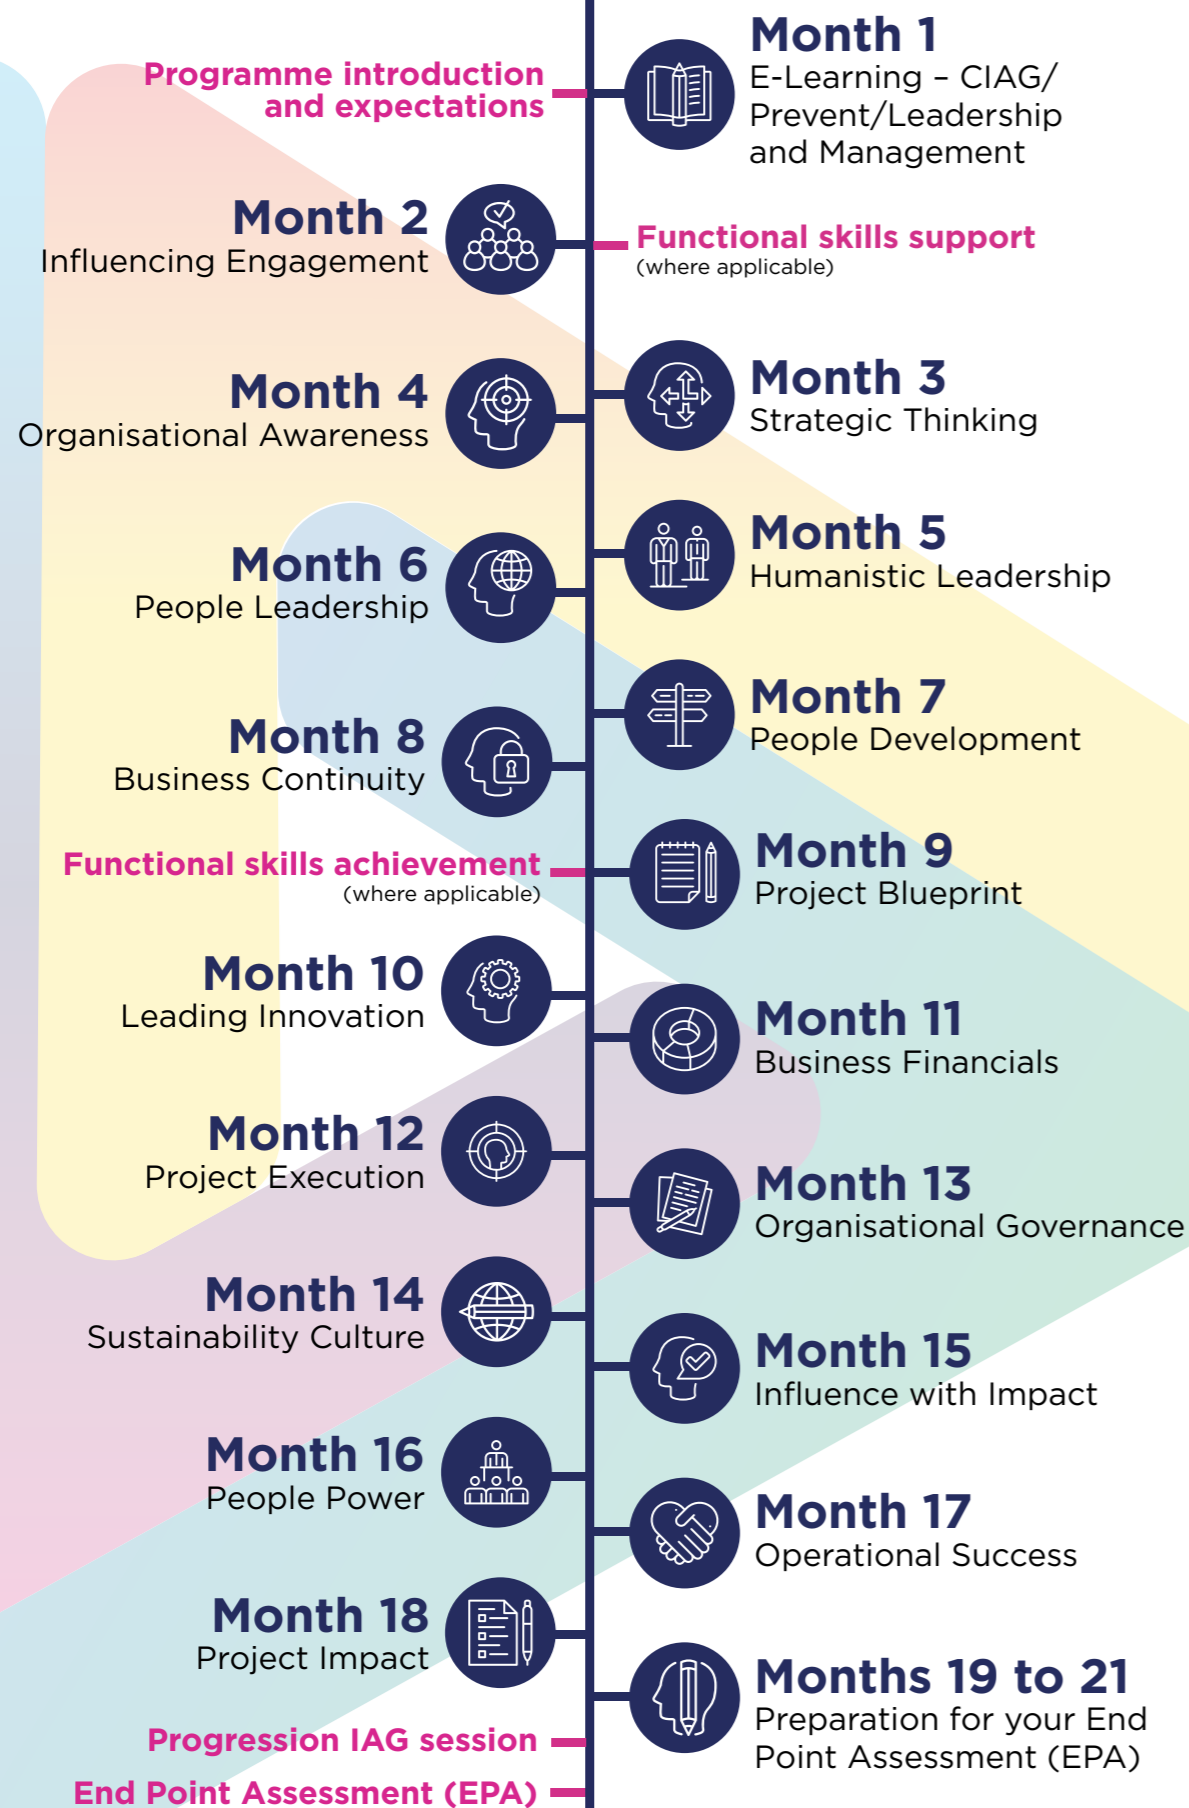 Programme introduction
and expectations
Month 1
E-Learning – CIAG/
Prevent/Leadership
and Management
Month 2
Influencing Engagement
Functional skills support
(where applicable)
Month 3
Strategic Thinking
Month 4
Organisational Awareness
Month 5
Humanistic Leadership
Month 6
People Leadership
Month 7
People Development
Month 8
Business Continuity
Functional skills achievement
(where applicable)
Month 9
Project Blueprint
Month 10
Leading Innovation
Month 11
Business Financials
Month 12
Project Execution
Month 13
Organisational Governance
Month 14
Sustainability Culture
Month 15
Influence with Impact
Month 16
People Power
Month 17
Operational Success
Month 18
Project Impact
Months 19 to 21
Preparation for your End
Point Assessment (EPA)
Progression IAG session
End Point Assessment (EPA)